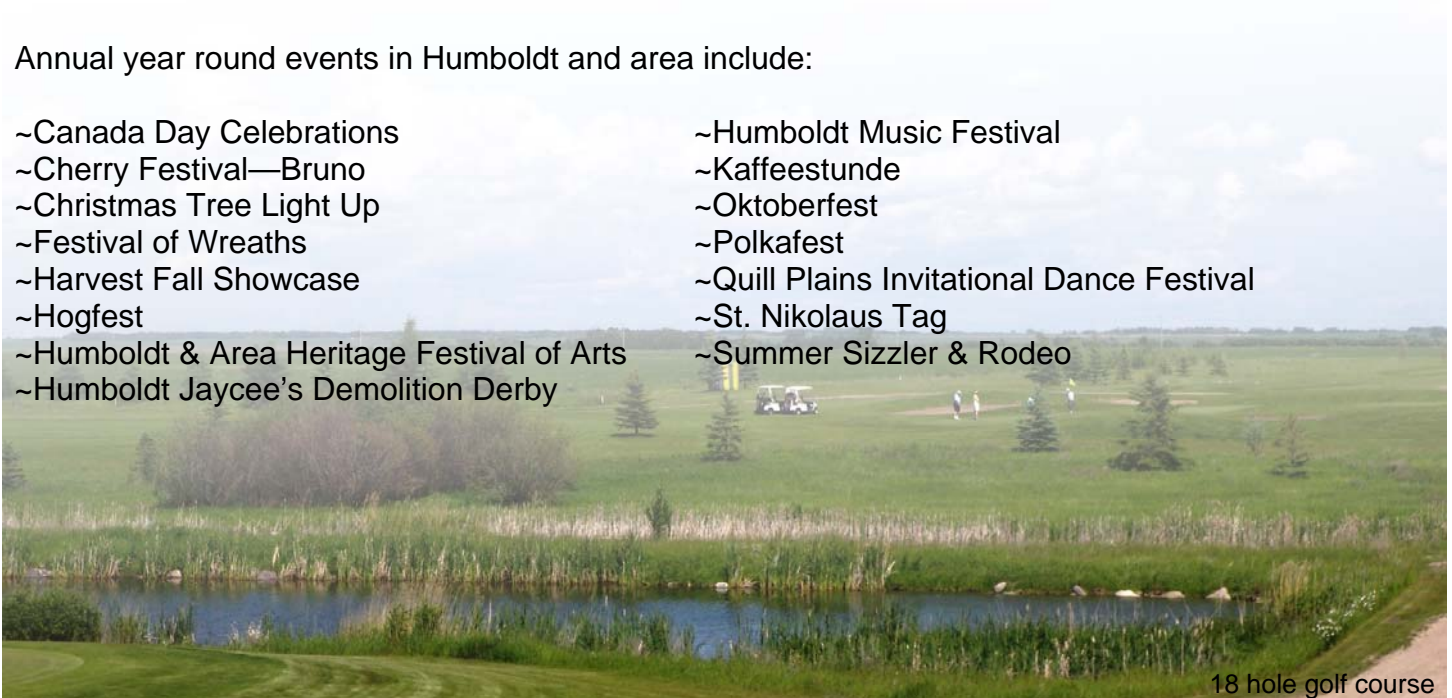 Annual year round events in Humboldt and area include:
~Canada Day Celebrations
~Cherry Festival—Bruno
~Christmas Tree Light Up
~Festival of Wreaths
~Harvest Fall Showcase
~Hogfest
~Humboldt & Area Heritage Festival of Arts
~Humboldt Jaycee’s Demolition Derby
~Humboldt Music Festival
~Kaffeestunde
~Oktoberfest
~Polkafest
~Quill Plains Invitational Dance Festival
~St. Nikolaus Tag
~Summer Sizzler & Rodeo
18 hole golf course